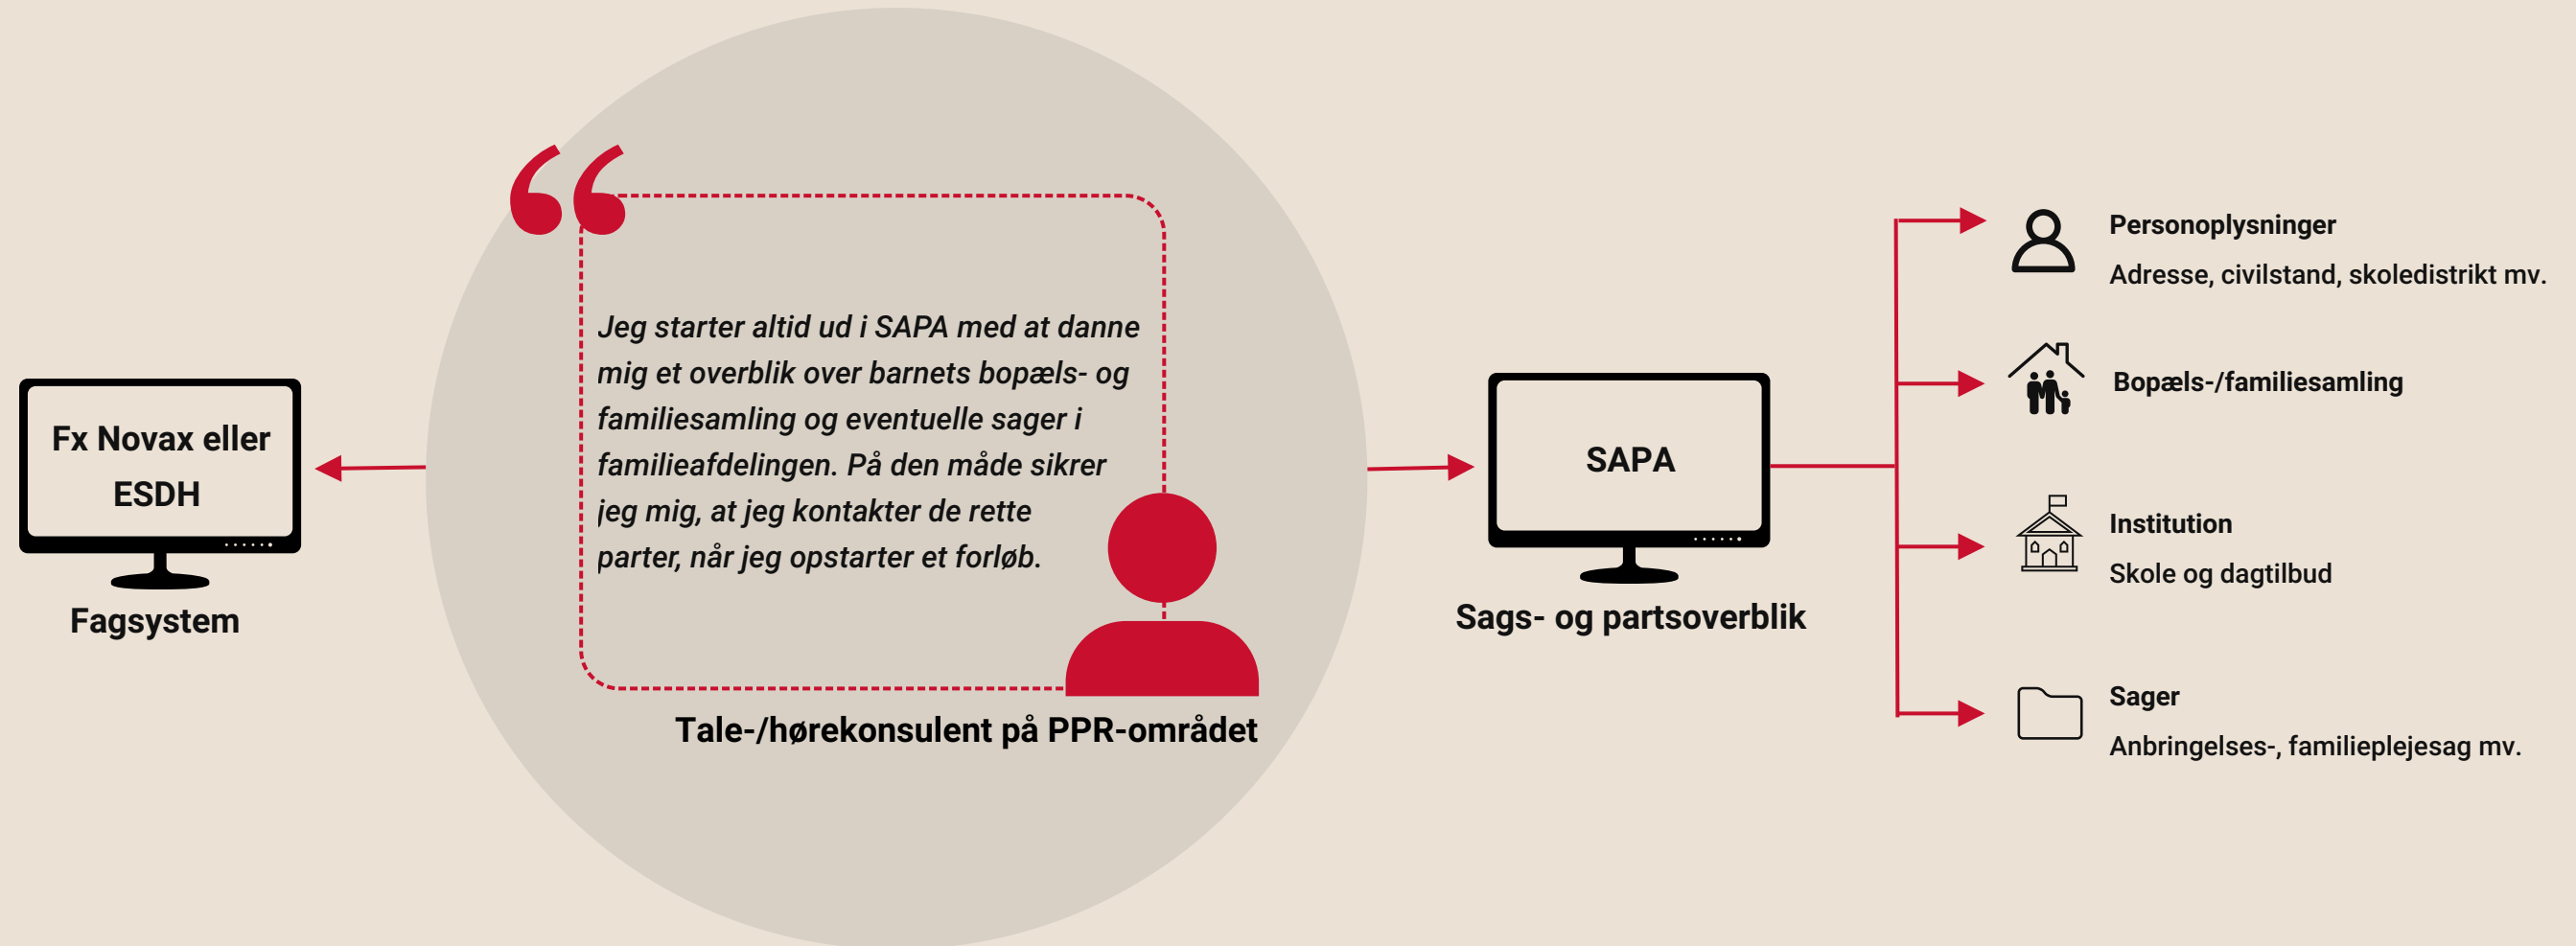 Fx Novax eller
ESDH
Fagsystem
Jeg starter altid ud i SAPA med at danne
mig et overblik over barnets bopæls- og
familiesamling og eventuelle sager i
familieafdelingen. På den måde sikrer
jeg mig, at jeg kontakter de rette
parter, når jeg opstarter et forløb.
Tale-/hørekonsulent på PPR-området
SAPA
Sags- og partsoverblik
Personoplysninger
Adresse, civilstand, skoledistrikt mv.
Bopæls-/familiesamling
Institution
Skole og dagtilbud
Sager
Anbringelses-, familieplejesag mv.